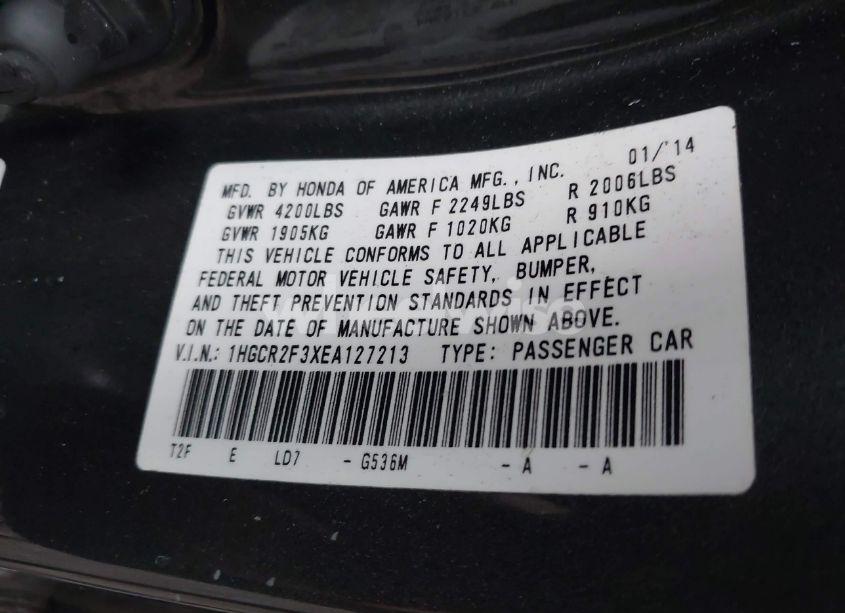 MFD. BY HONDA OF AMERICA MFG., INC. 01/'14
GVWR 4200LBS GAWR F 2249LBS R 2006LBS
GVWR 1905KG GAWR F 1020KG R 910KG
THIS VEHICLE CONFORMS TO ALL APPLICABLE
FEDERAL MOTOR VEHICLE SAFETY, BUMPER,
AND THEFT PREVENTION STANDARDS IN EFFECT
ON THE DATE OF MANUFACTURE SHOWN ABOVE.
V.I.N.: 1HGCR2F3XEA127213 TYPE: PASSENGER CAR
T2F E LD7 - G536M - A - A